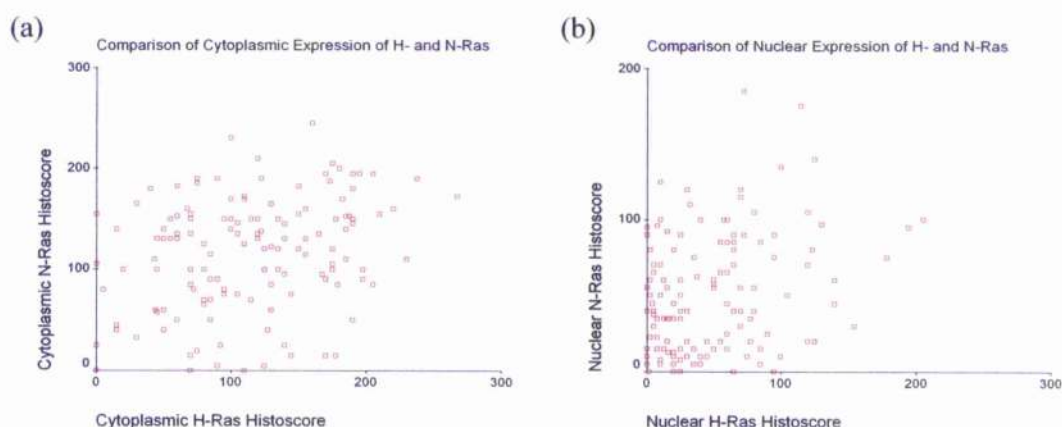 (a)
Comparison of Cytoplasmic Expression of H- and N-Ras
300
200
100
0
Cytoplasmic N-Ras Histoscore
0 100 200 300
Cytoplasmic H-Ras Histoscore
(b)
Comparison of Nuclear Expression of H- and N-Ras
200
100
0
Nuclear N-Ras Histoscore
0 100 200 300
Nuclear H-Ras Histoscore